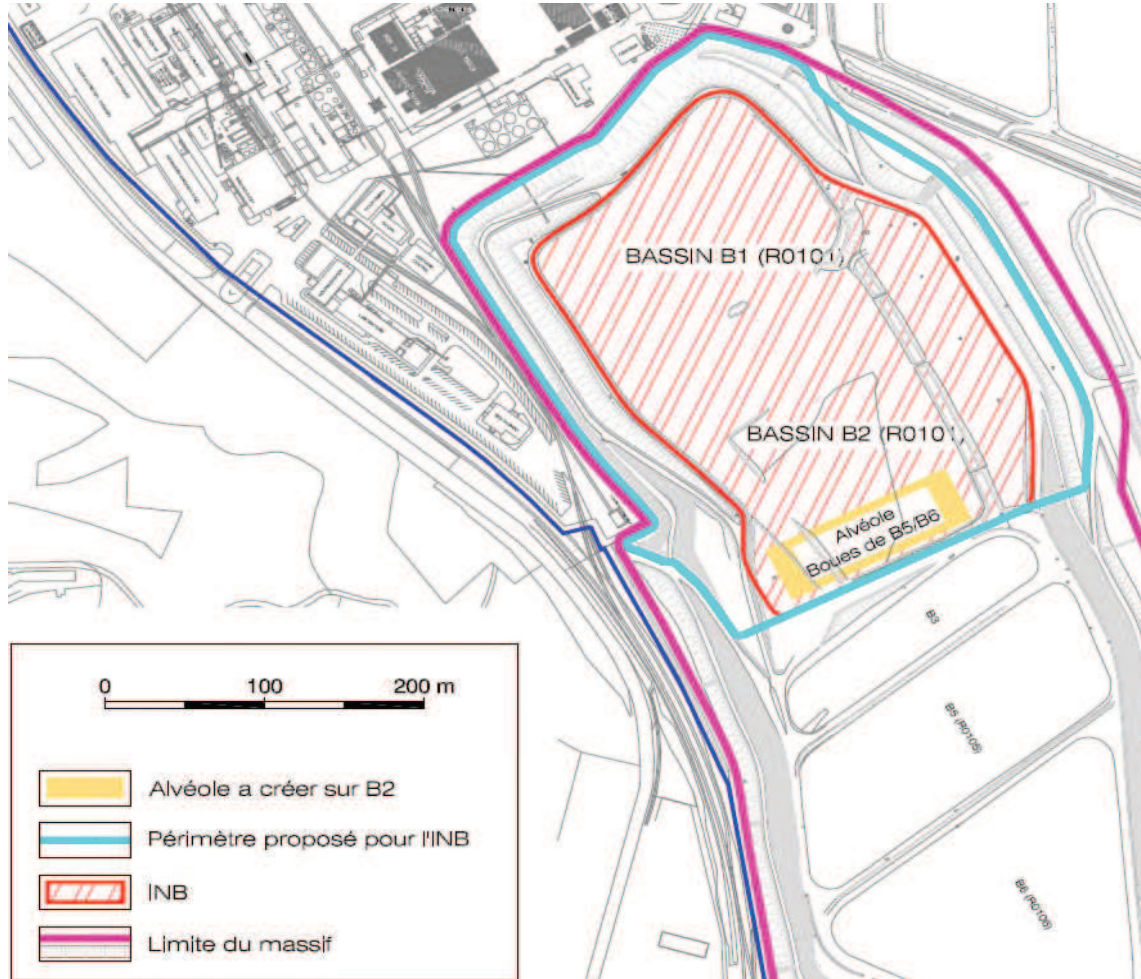 BASSIN B1 (R0101)
BASSIN B2 (R0101)
Alvéole
Boues de B5/B6
B3
B5 (R0105)
B6 (R0106)
0 100 200 m
Alvéole a créer sur B2
Périmètre proposé pour l'INB
INB
Limite du massif